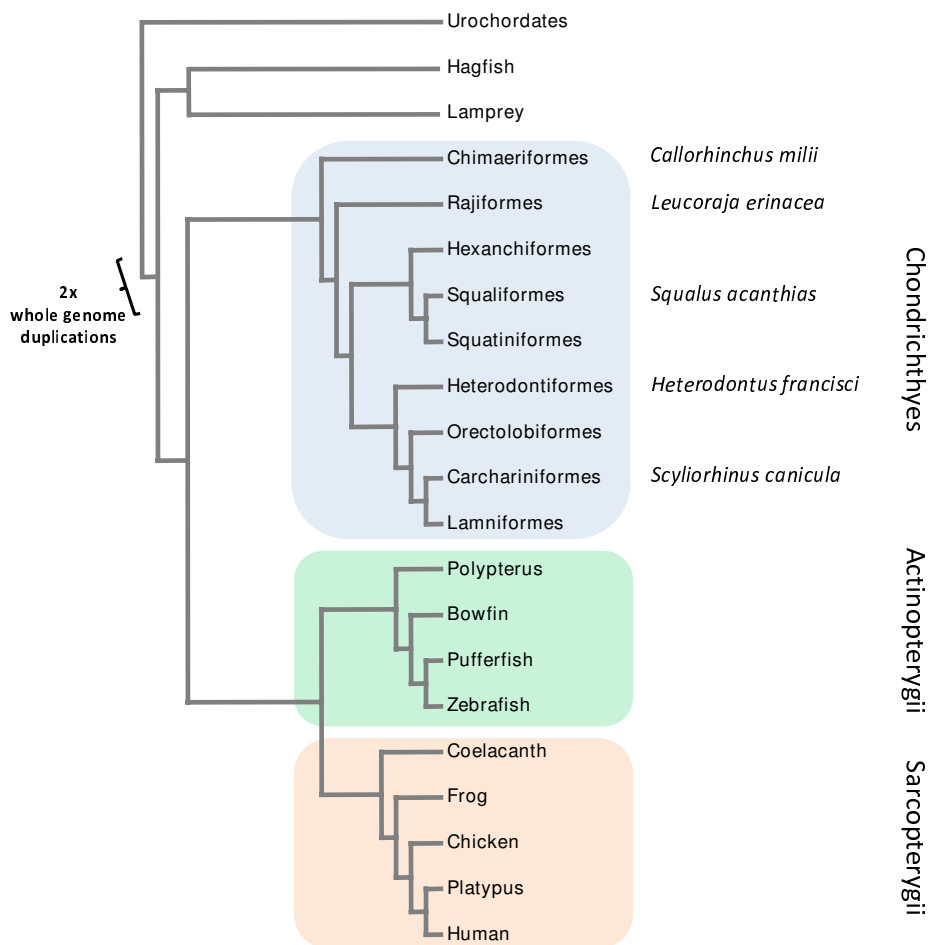 Urochordates
Hagfish
Lamprey
Chimaeriformes Callorhinchus milii
Rajiformes Leucoraja erinacea
Hexanchiformes
Squaliformes Squalus acanthias
Squatiniformes
Heterodontiformes Heterodontus francisci
Orectolobiformes
Carchariniformes Scyliorhinus canicula
Lamniformes
Chondrichthyes
2x
whole genome
duplications
Polypterus
Bowfin
Pufferfish
Zebrafish
Actinopterygii
Coelacanth
Frog
Chicken
Platypus
Human
Sarcopterygii